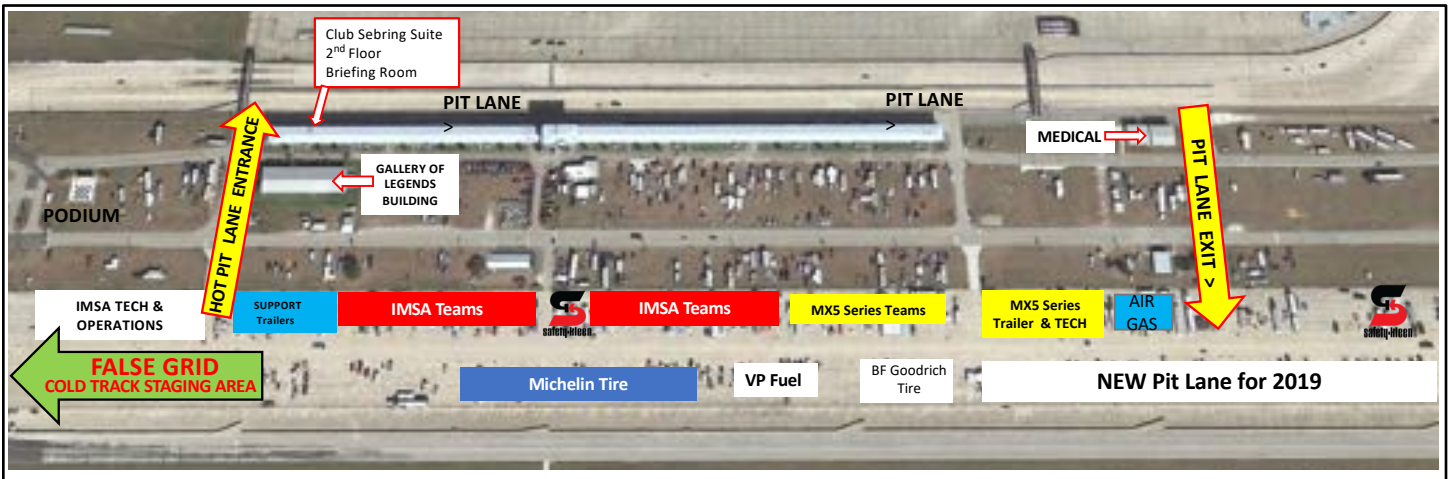 Club Sebring Suite
2nd Floor
Briefing Room
PIT LANE
>
PIT LANE
>
MEDICAL
GALLERY OF
LEGENDS
BUILDING
PODIUM
HOT PIT LANE ENTRANCE
PIT LANE EXIT >
IMSA TECH &
OPERATIONS
SUPPORT
Trailers
IMSA Teams
safety-kleen
IMSA Teams
MX5 Series Teams
MX5 Series
Trailer & TECH
AIR
GAS
safety-kleen
FALSE GRID
COLD TRACK STAGING AREA
Michelin Tire
VP Fuel
BF Goodrich
Tire
NEW Pit Lane for 2019